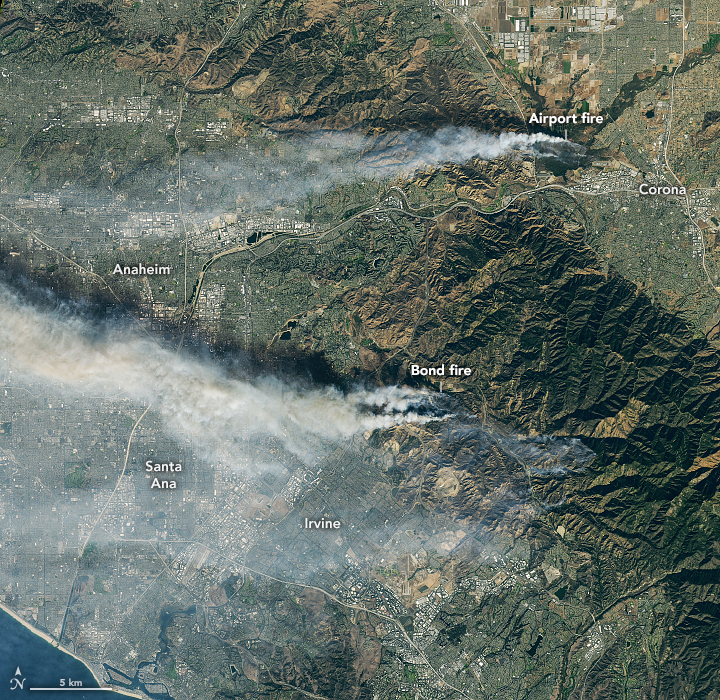 Airport fire
Corona
Anaheim
Bond fire
Santa
Ana
Irvine
N
5 km